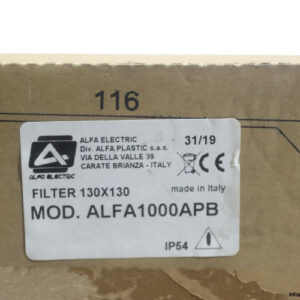 116
ALFA ELECTRIC
Div. ALFA PLASTIC s.a.s.
VIA DELLA VALLE 39
CARATE BRIANZA - ITALY
31/19
CE
ALFA ELECTRIC
FILTER 130X130
made in Italy
MOD. ALFA1000APB
IP54